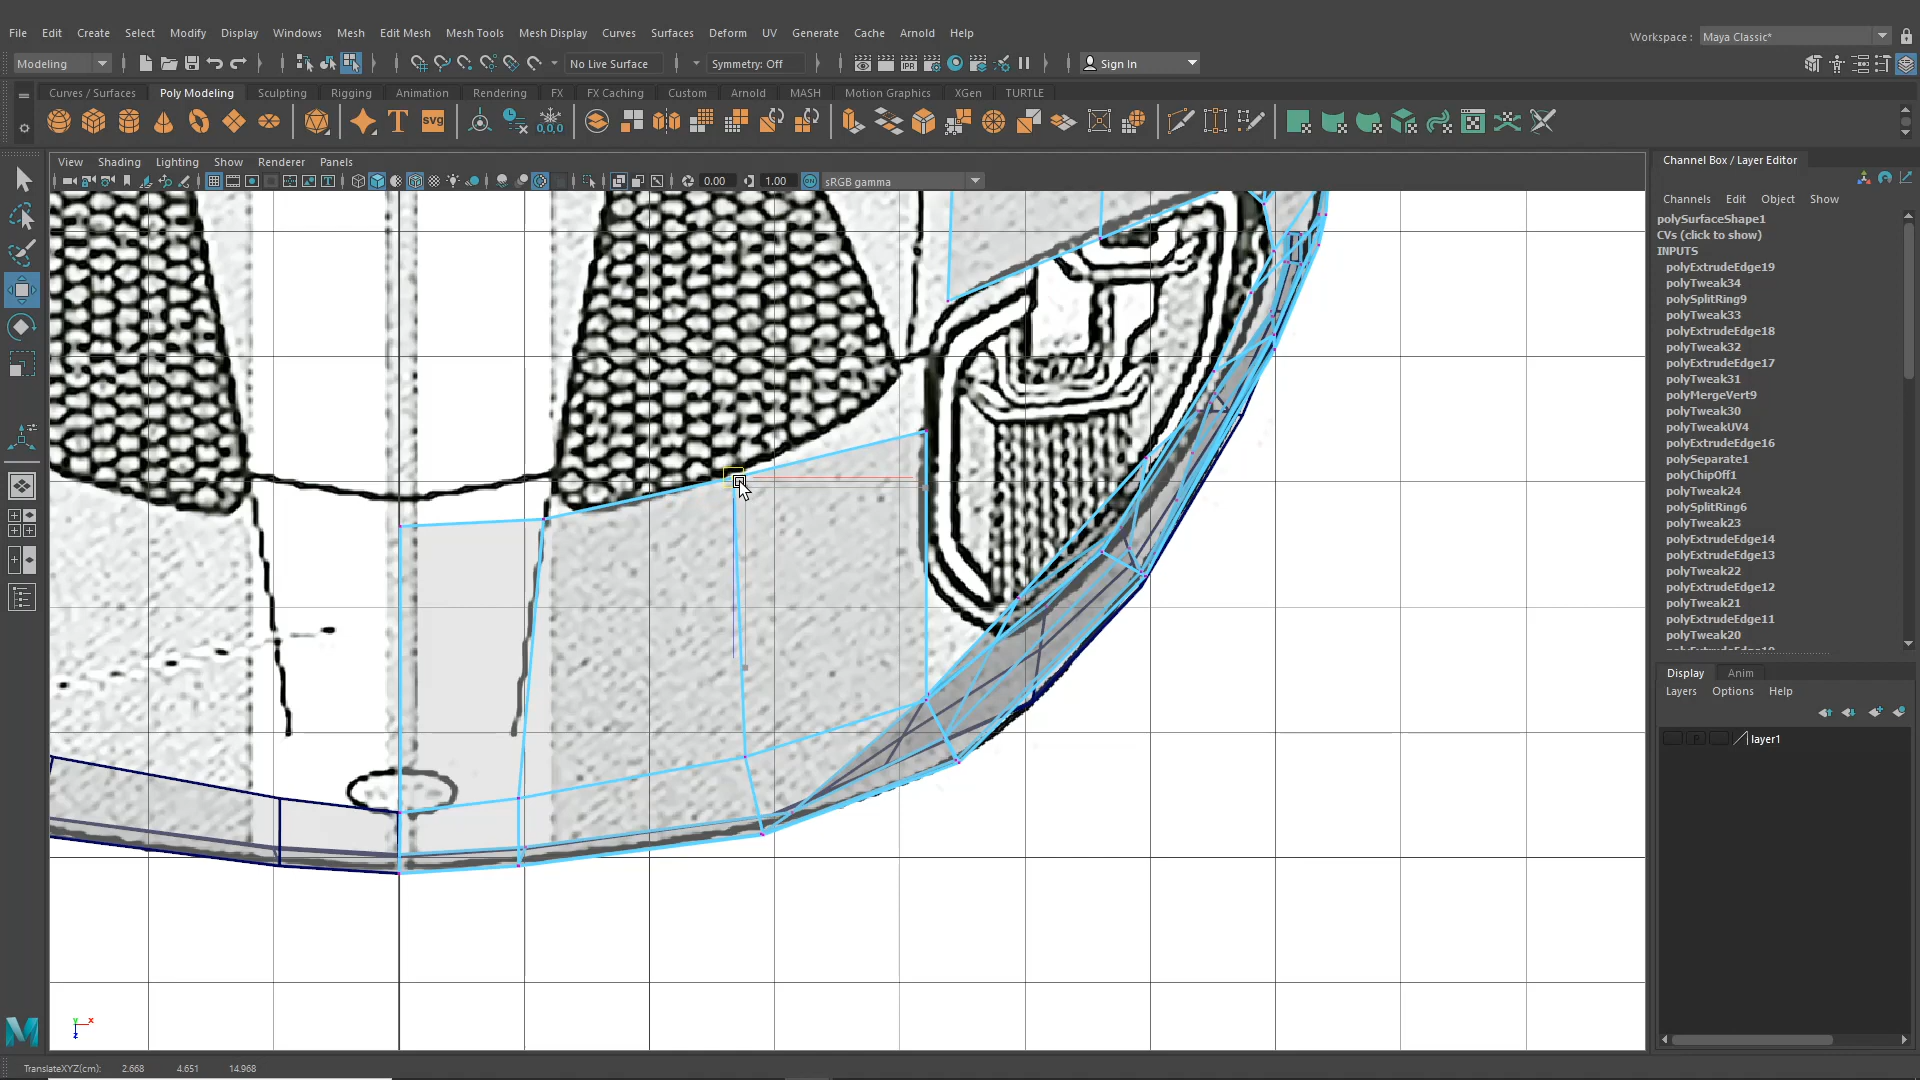 File Edit Create Select Modify Display Windows Mesh Edit Mesh Mesh Tools Mesh Display Curves Surfaces Deform UV Generate Cache Arnold Help
Workspace : Maya Classic*
Modeling No Live Surface Symmetry: Off Sign In
Curves / Surfaces Poly Modeling Sculpting Rigging Animation Rendering FX FX Caching Custom Arnold MASH Motion Graphics XGen TURTLE
T svg 0,0,0
View Shading Lighting Show Renderer Panels
0.00 1.00 ON sRGB gamma
Channel Box / Layer Editor
Channels Edit Object Show
polySurfaceShape1
CVs (click to show)
INPUTS
polyExtrudeEdge19
polyTweak34
polySplitRing9
polyTweak33
polyExtrudeEdge18
polyTweak32
polyExtrudeEdge17
polyTweak31
polyMergeVert9
polyTweak30
polyTweakUV4
polyExtrudeEdge16
polySeparate1
polyChipOff1
polyTweak24
polySplitRing6
polyTweak23
polyExtrudeEdge14
polyExtrudeEdge13
polyTweak22
polyExtrudeEdge12
polyTweak21
polyExtrudeEdge11
polyTweak20
Display Anim
Layers Options Help
P layer1
y x z
M
TranslateXYZ(cm): 2.668 4.651 14.968